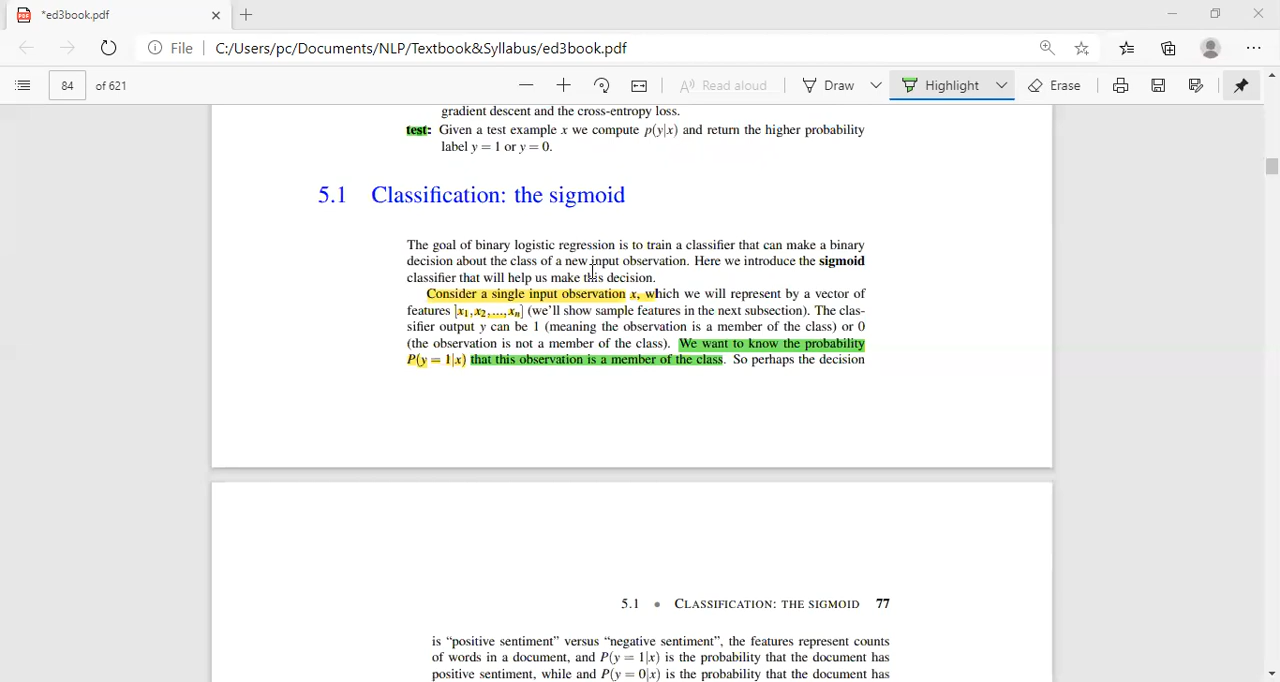 *ed3book.pdf
File C:/Users/pc/Documents/NLP/Textbook&Syllabus/ed3book.pdf
84 of 621 Read aloud Draw Highlight Erase
gradient descent and the cross-entropy loss.
test: Given a test example x we compute p(y|x) and return the higher probability
label y = 1 or y = 0.
5.1 Classification: the sigmoid
The goal of binary logistic regression is to train a classifier that can make a binary
decision about the class of a new input observation. Here we introduce the sigmoid
classifier that will help us make this decision.
Consider a single input observation x, which we will represent by a vector of
features [x₁,x₂,...,xₙ] (we'll show sample features in the next subsection). The clas-
sifier output y can be 1 (meaning the observation is a member of the class) or 0
(the observation is not a member of the class). We want to know the probability
P(y = 1|x) that this observation is a member of the class. So perhaps the decision
5.1 • CLASSIFICATION: THE SIGMOID 77
is “positive sentiment” versus “negative sentiment”, the features represent counts
of words in a document, and P(y = 1|x) is the probability that the document has
positive sentiment, while and P(y = 0|x) is the probability that the document has